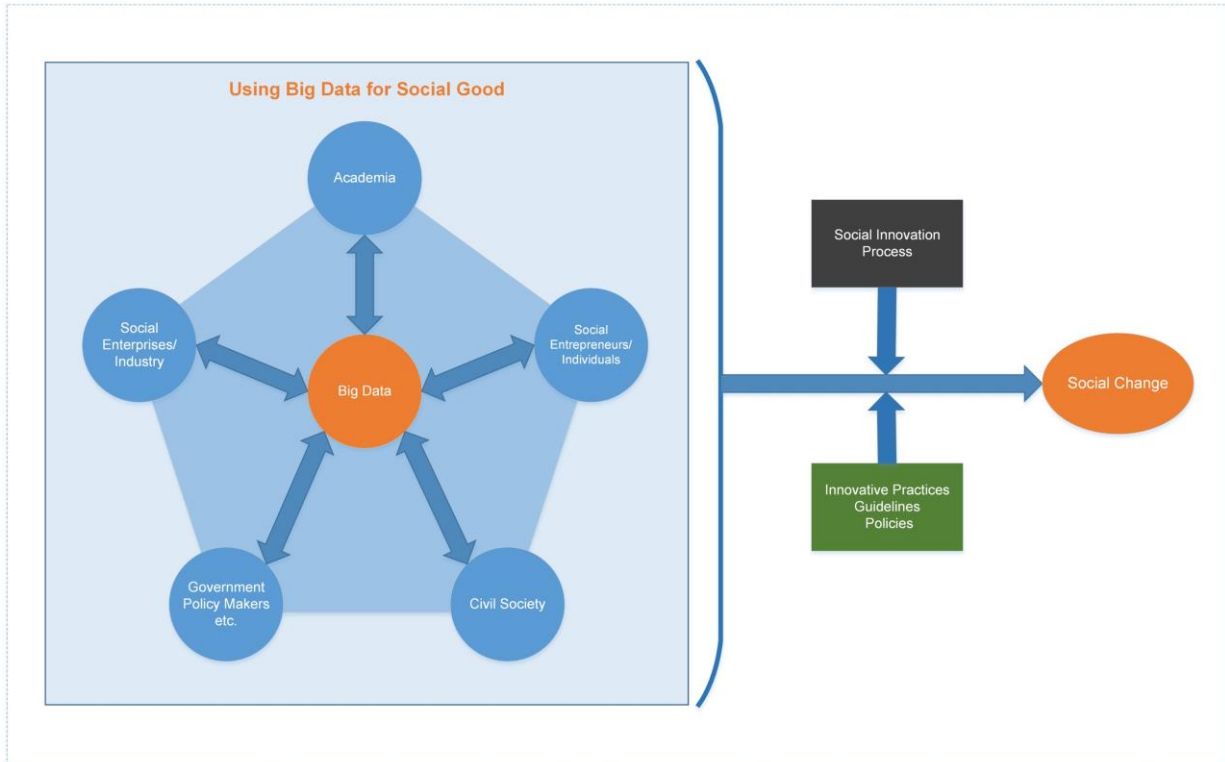 Using Big Data for Social Good
Academia
Social
Enterprises/
Industry
Social
Entrepreneurs/
Individuals
Big Data
Government
Policy Makers
etc.
Civil Society
Social Innovation
Process
Social Change
Innovative Practices
Guidelines
Policies